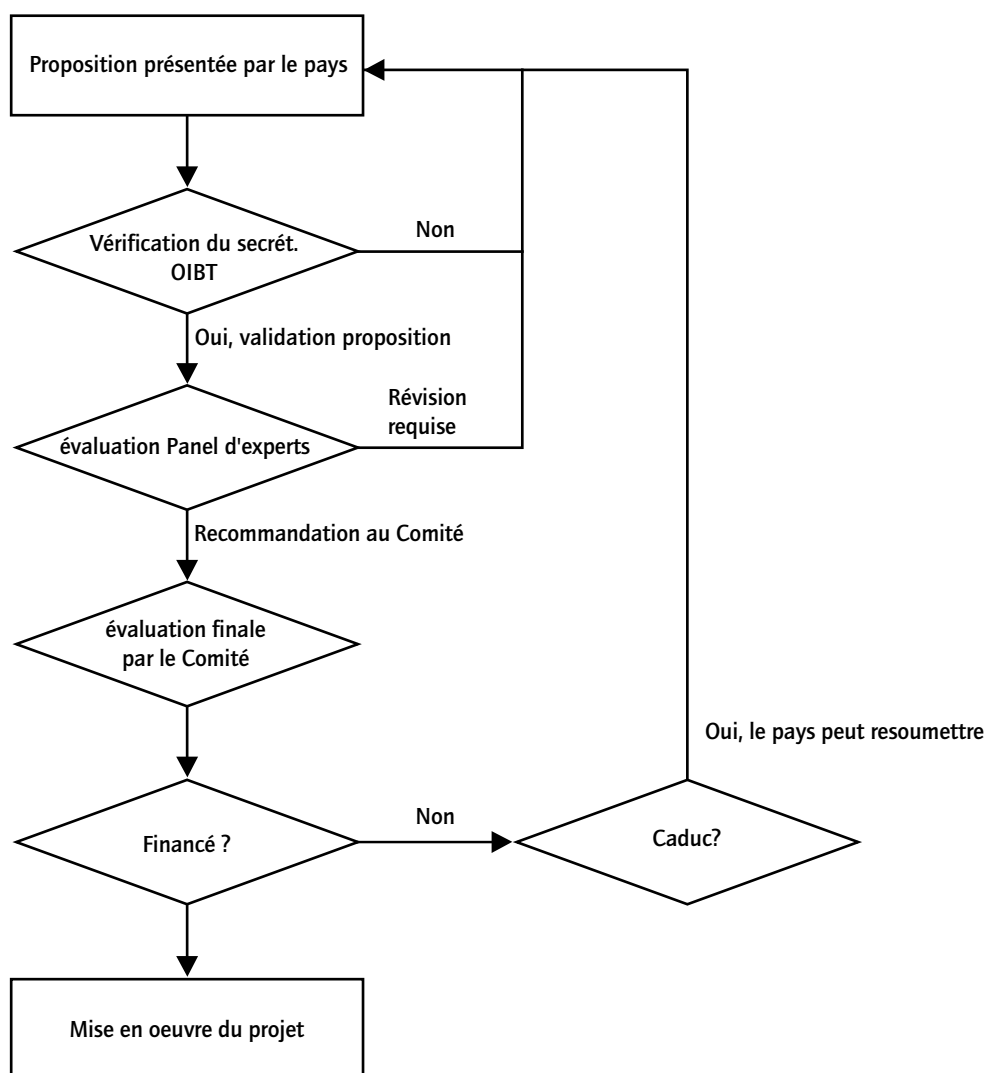 Proposition présentée par le pays
Vérification du secrét.
OIBT
Non
Oui, validation proposition
Révision
requise
évaluation Panel d'experts
Recommandation au Comité
évaluation finale
par le Comité
Oui, le pays peut resoumettre
Financé ?
Non
Caduc?
Mise en oeuvre du projet